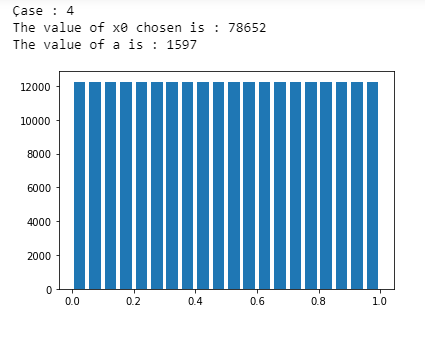 Çase : 4
The value of x0 chosen is : 78652
The value of a is : 1597
12000
10000
8000
6000
4000
2000
0
0.0 0.2 0.4 0.6 0.8 1.0